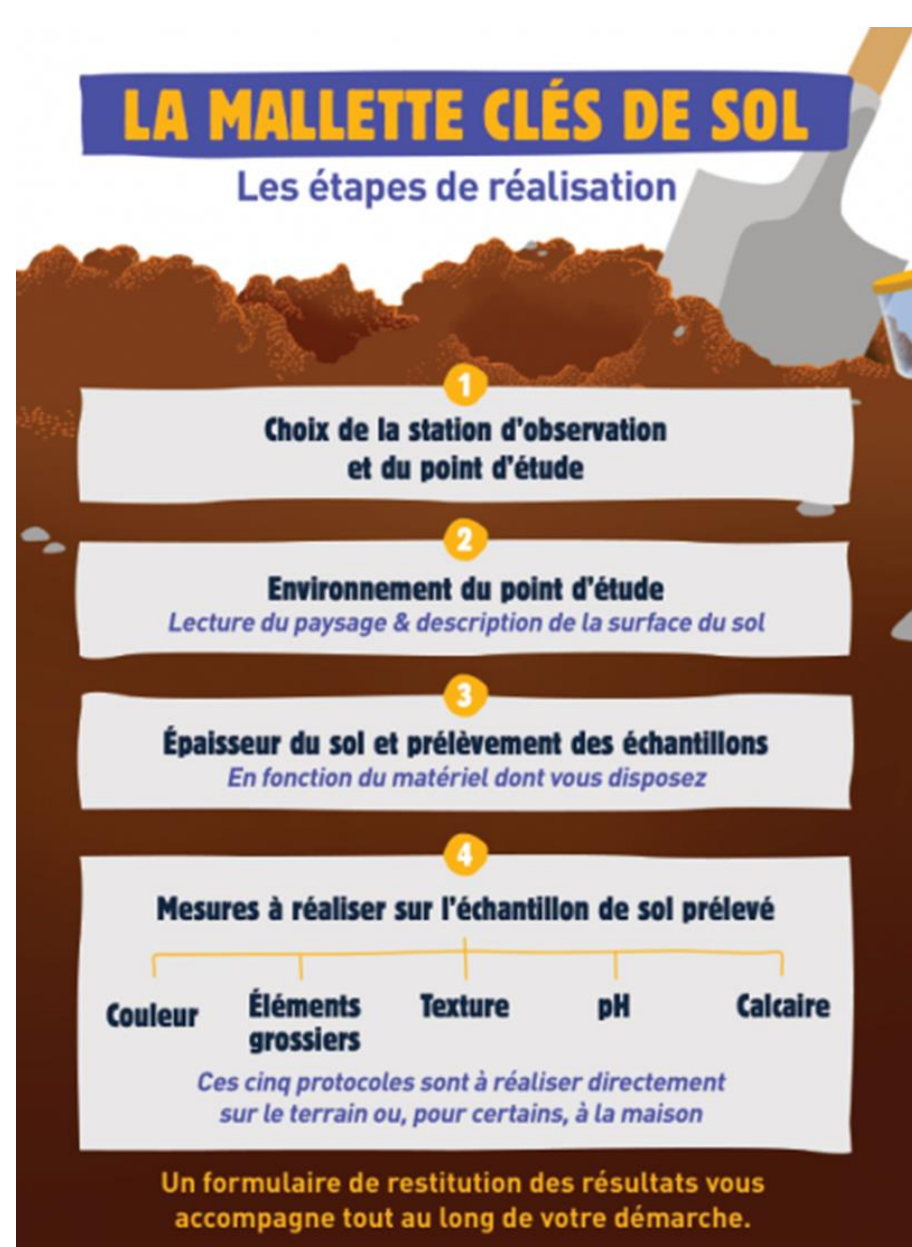 LA MALLETTE CLÉS DE SOL
Les étapes de réalisation
1
Choix de la station d'observation
et du point d'étude
2
Environnement du point d'étude
Lecture du paysage & description de la surface du sol
3
Épaisseur du sol et prélèvement des échantillons
En fonction du matériel dont vous disposez
4
Mesures à réaliser sur l'échantillon de sol prélevé
Couleur
Éléments
grossiers
Texture
pH
Calcaire
Ces cinq protocoles sont à réaliser directement
sur le terrain ou, pour certains, à la maison
Un formulaire de restitution des résultats vous
accompagne tout au long de votre démarche.